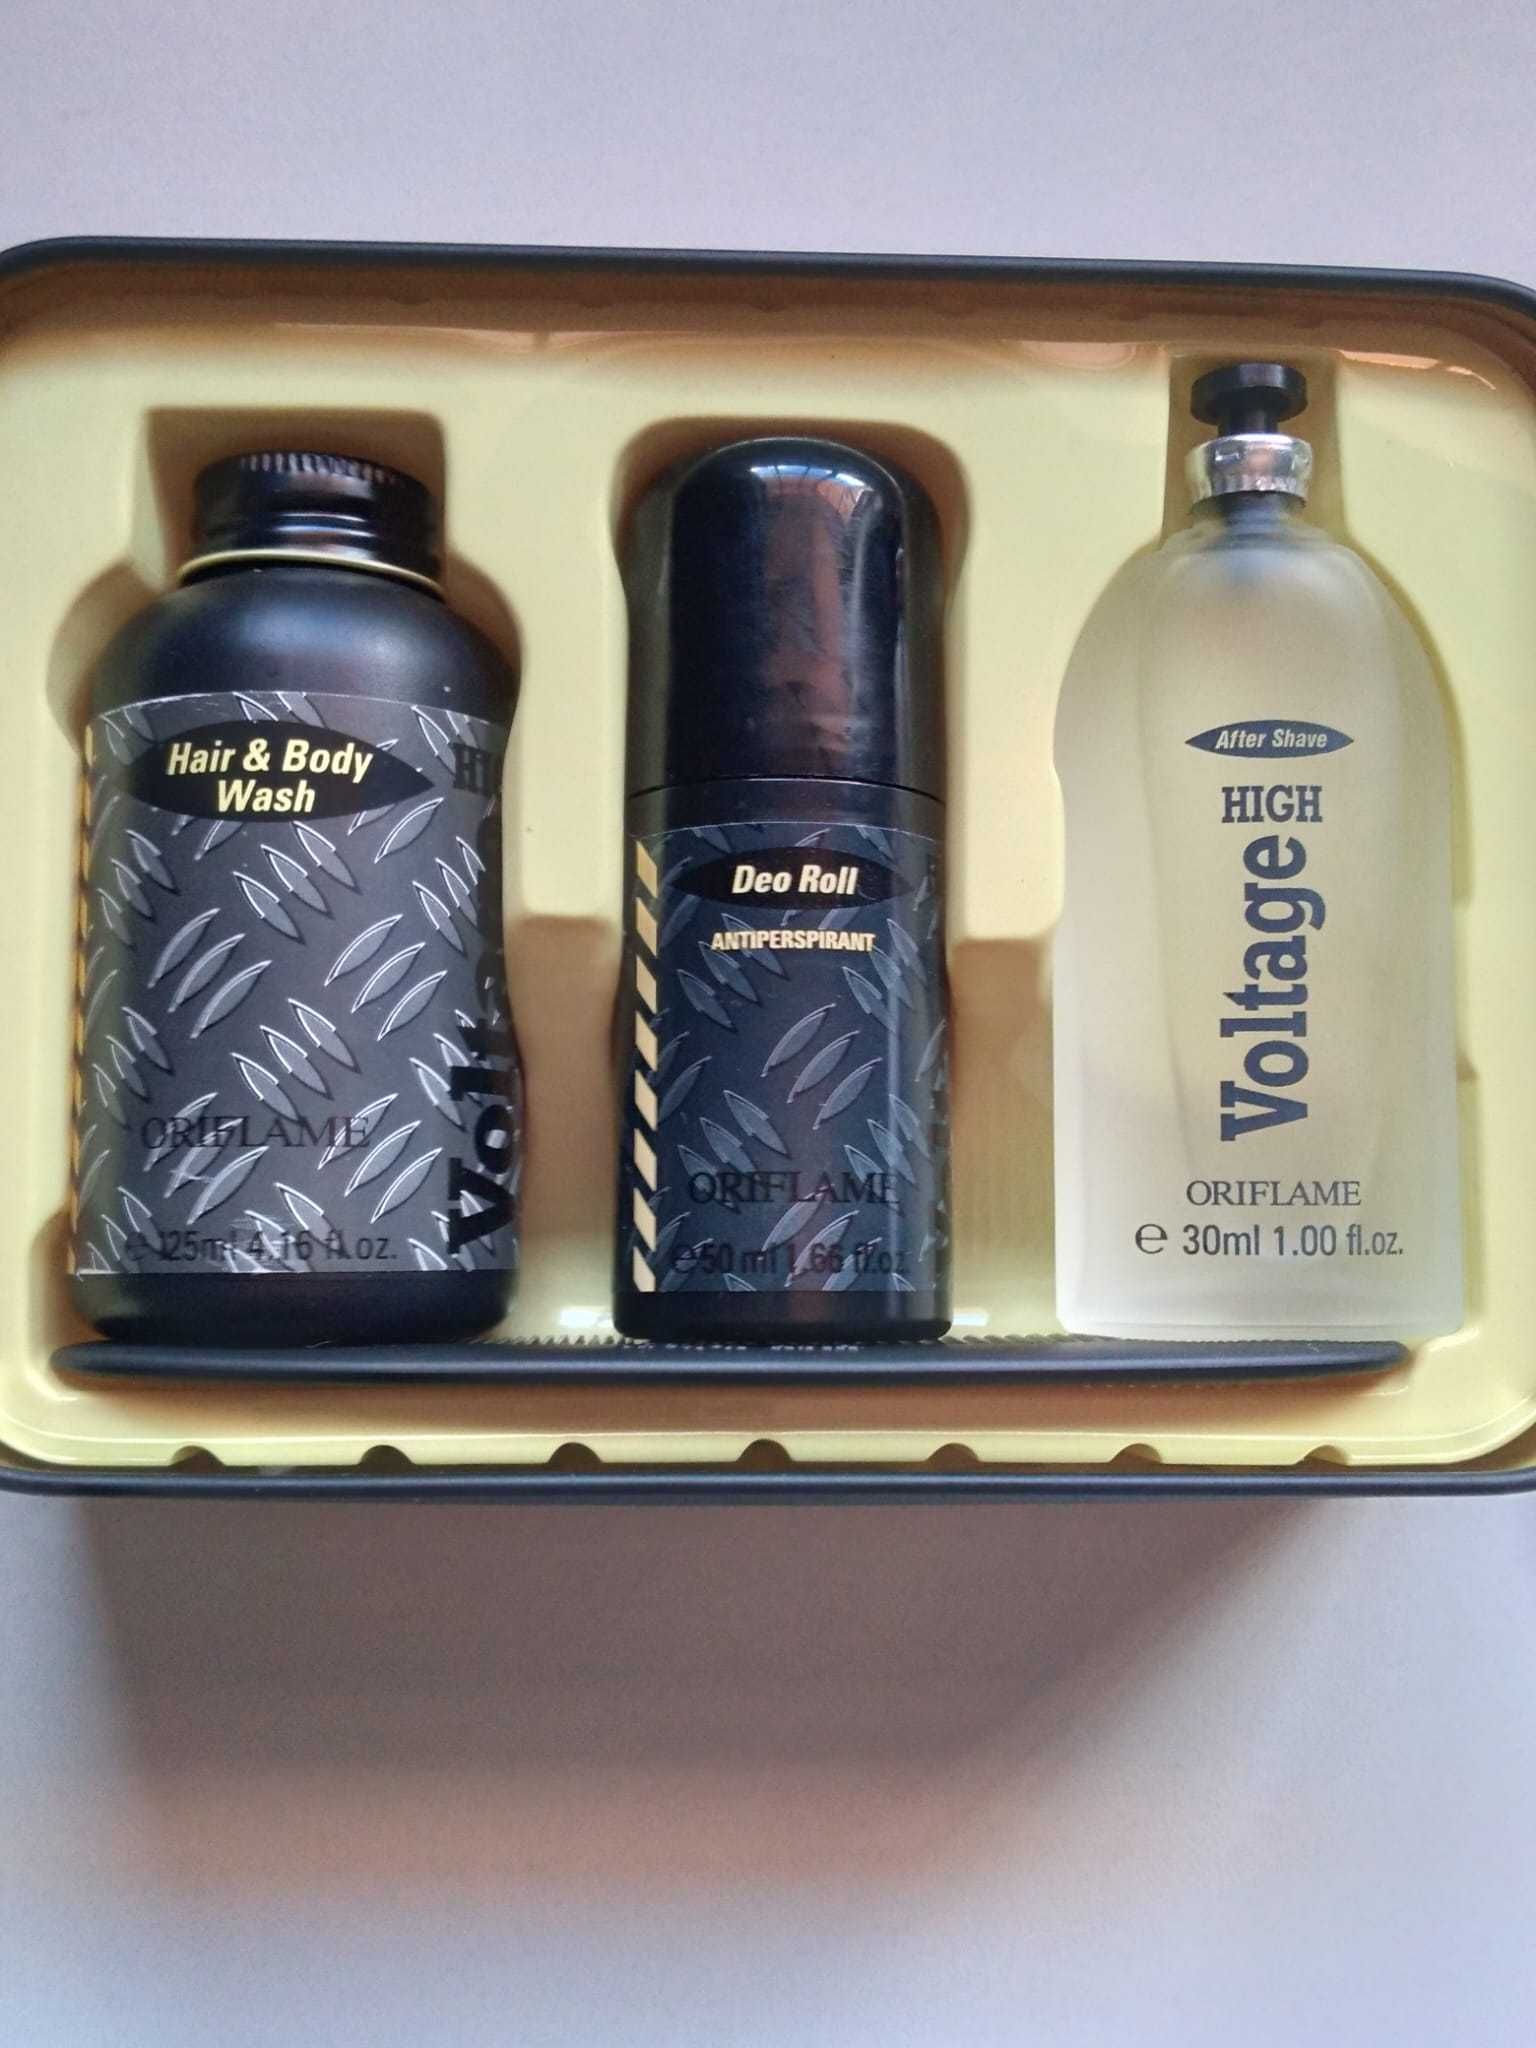 Hair & Body
Wash
HIGH
Voltage
ORIFLAME
e 125ml 4.16 fl.oz.
Deo Roll
ANTIPERSPIRANT
ORIFLAME
e 50 ml 1.66 fl.oz.
After Shave
HIGH
Voltage
ORIFLAME
e 30ml 1.00 fl.oz.